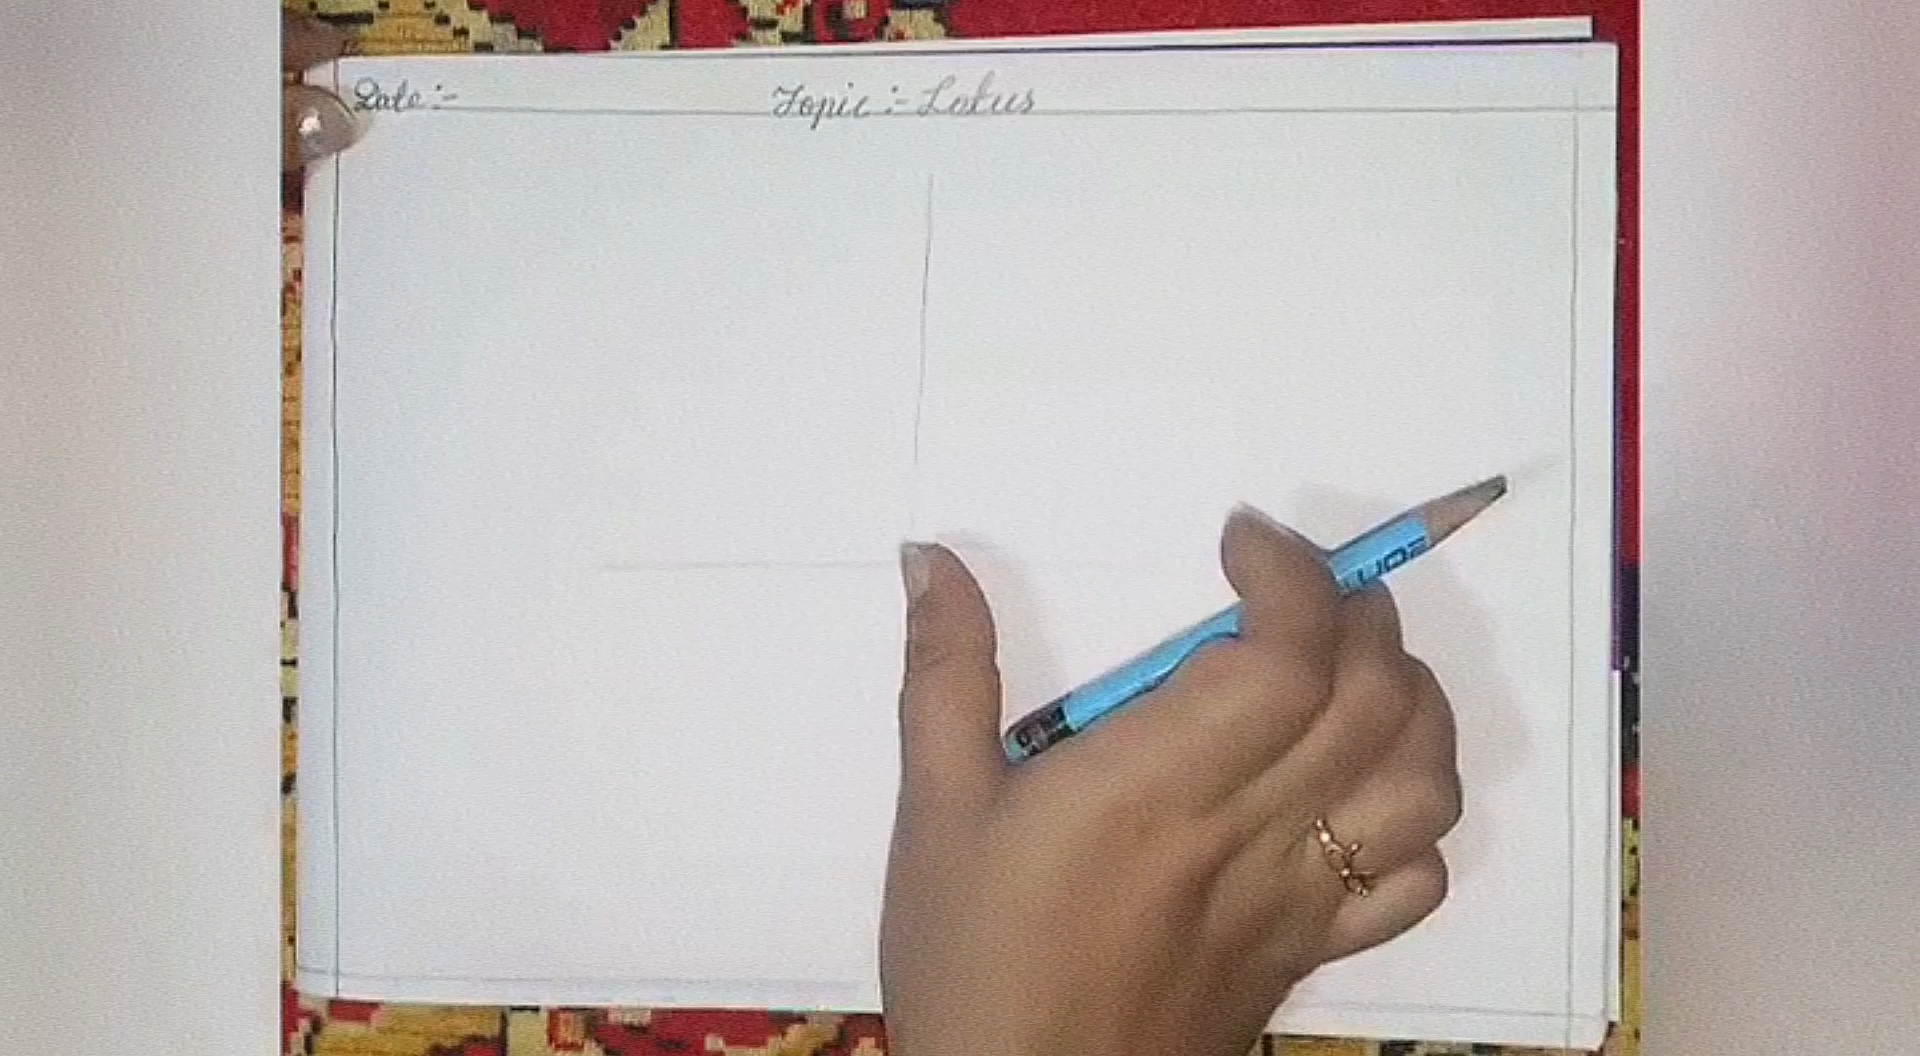 Date :-
Topic :- Lotus